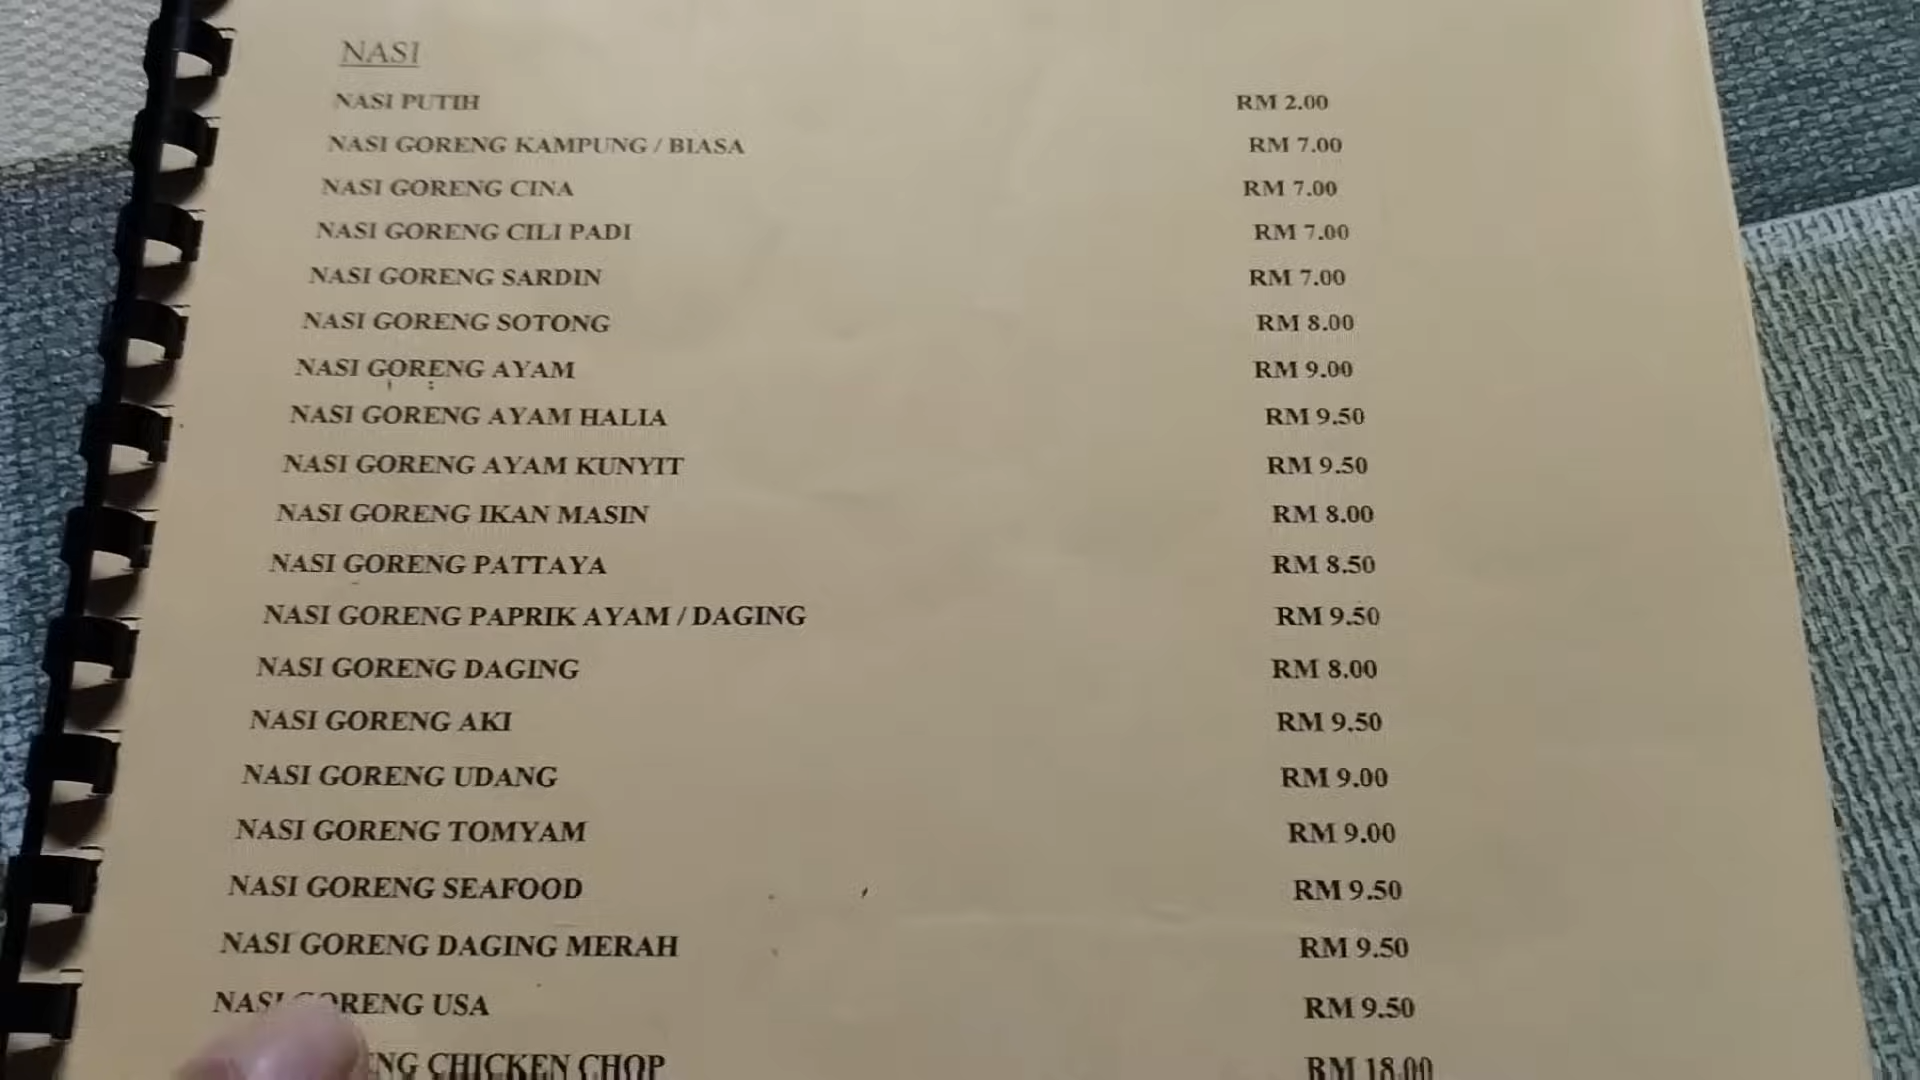 NASI
NASI PUTIH RM 2.00
NASI GORENG KAMPUNG / BIASA RM 7.00
NASI GORENG CINA RM 7.00
NASI GORENG CILI PADI RM 7.00
NASI GORENG SARDIN RM 7.00
NASI GORENG SOTONG RM 8.00
NASI GORENG AYAM RM 9.00
NASI GORENG AYAM HALIA RM 9.50
NASI GORENG AYAM KUNYIT RM 9.50
NASI GORENG IKAN MASIN RM 8.00
NASI GORENG PATTAYA RM 8.50
NASI GORENG PAPRIK AYAM / DAGING RM 9.50
NASI GORENG DAGING RM 8.00
NASI GORENG AKI RM 9.50
NASI GORENG UDANG RM 9.00
NASI GORENG TOMYAM RM 9.00
NASI GORENG SEAFOOD RM 9.50
NASI GORENG DAGING MERAH RM 9.50
NASI GORENG USA RM 9.50
CHICKEN CHOP RM 18.00